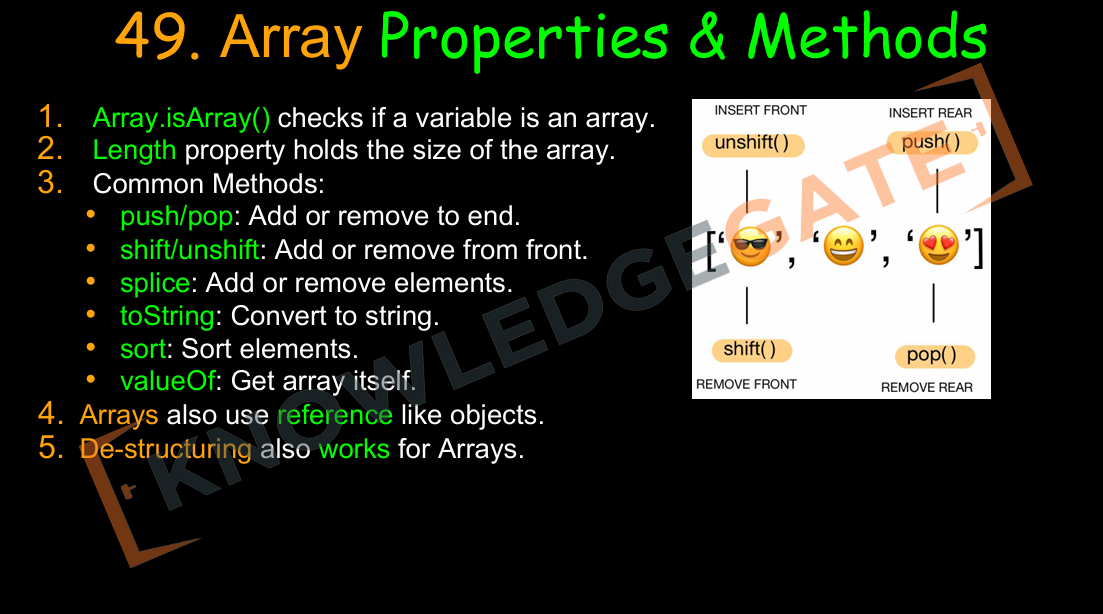 49. Array Properties & Methods
1. Array.isArray() checks if a variable is an array.
2. Length property holds the size of the array.
3. Common Methods:
• push/pop: Add or remove to end.
• shift/unshift: Add or remove from front.
• splice: Add or remove elements.
• toString: Convert to string.
• sort: Sort elements.
• valueOf: Get array itself.
4. Arrays also use reference like objects.
5. De-structuring also works for Arrays.
INSERT FRONT
INSERT REAR
unshift( )
push( )
[‘😎’, ‘😄’, ‘😍’]
shift( )
pop( )
REMOVE FRONT
REMOVE REAR
KNOWLEDGEGATE